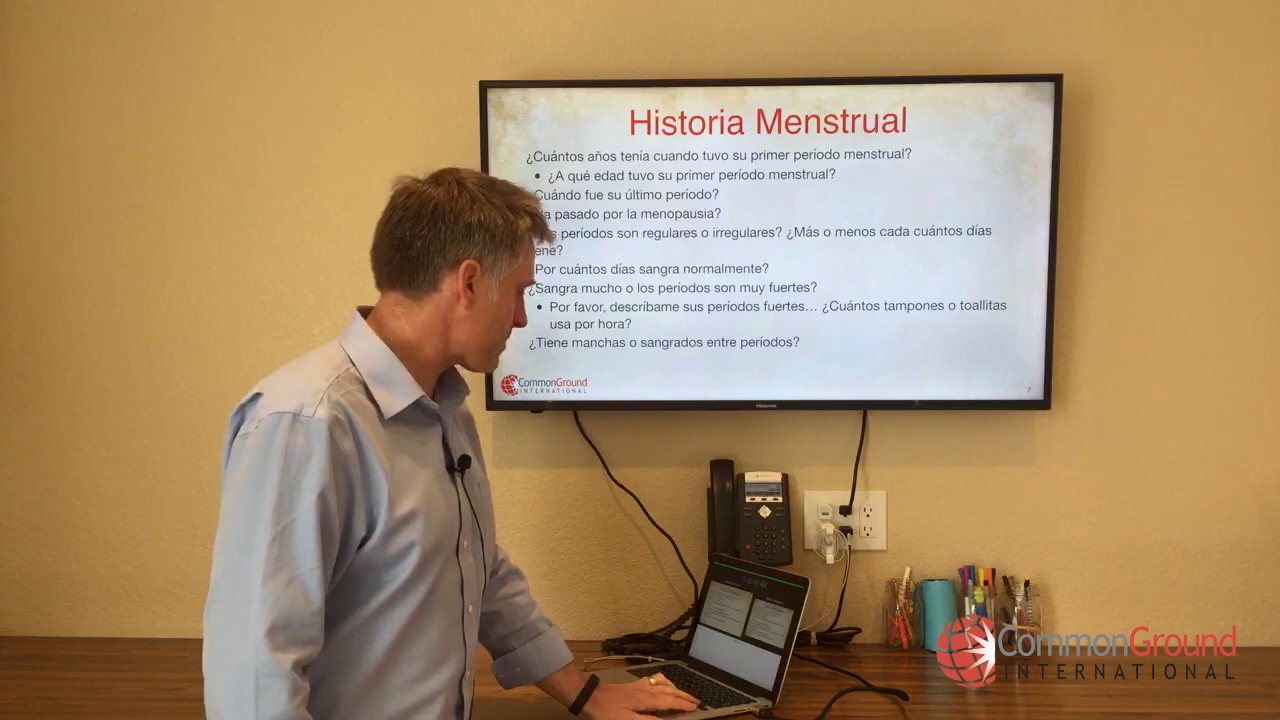 Historia Menstrual
¿Cuántos años tenía cuando tuvo su primer período menstrual?
• ¿A qué edad tuvo su primer período menstrual?
Cuándo fue su último período?
pasado por la menopausia?
períodos son regulares o irregulares? ¿Más o menos cada cuántos días
Por cuántos días sangra normalmente?
¿Sangra mucho o los períodos son muy fuertes?
• Por favor, descríbame sus períodos fuertes... ¿Cuántos tampones o toallitas
usa por hora?
¿Tiene manchas o sangrados entre períodos?
CommonGround
INTERNATIONAL
7
Hisense
CommonGround
INTERNATIONAL